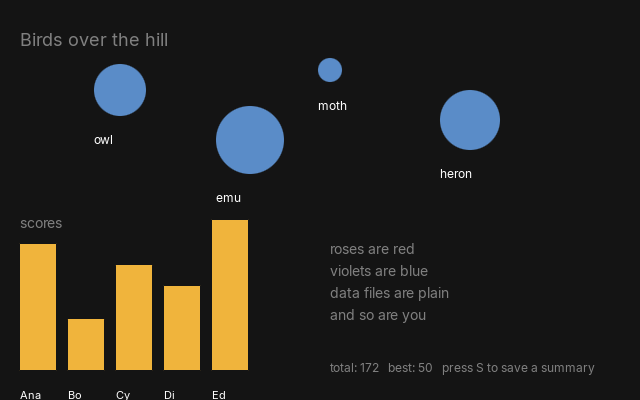 Birds over the hill
moth
owl
heron
emu
scores
roses are red
violets are blue
data files are plain
and so are you
total: 172 best: 50 press S to save a summary
Ana Bo Cy Di Ed